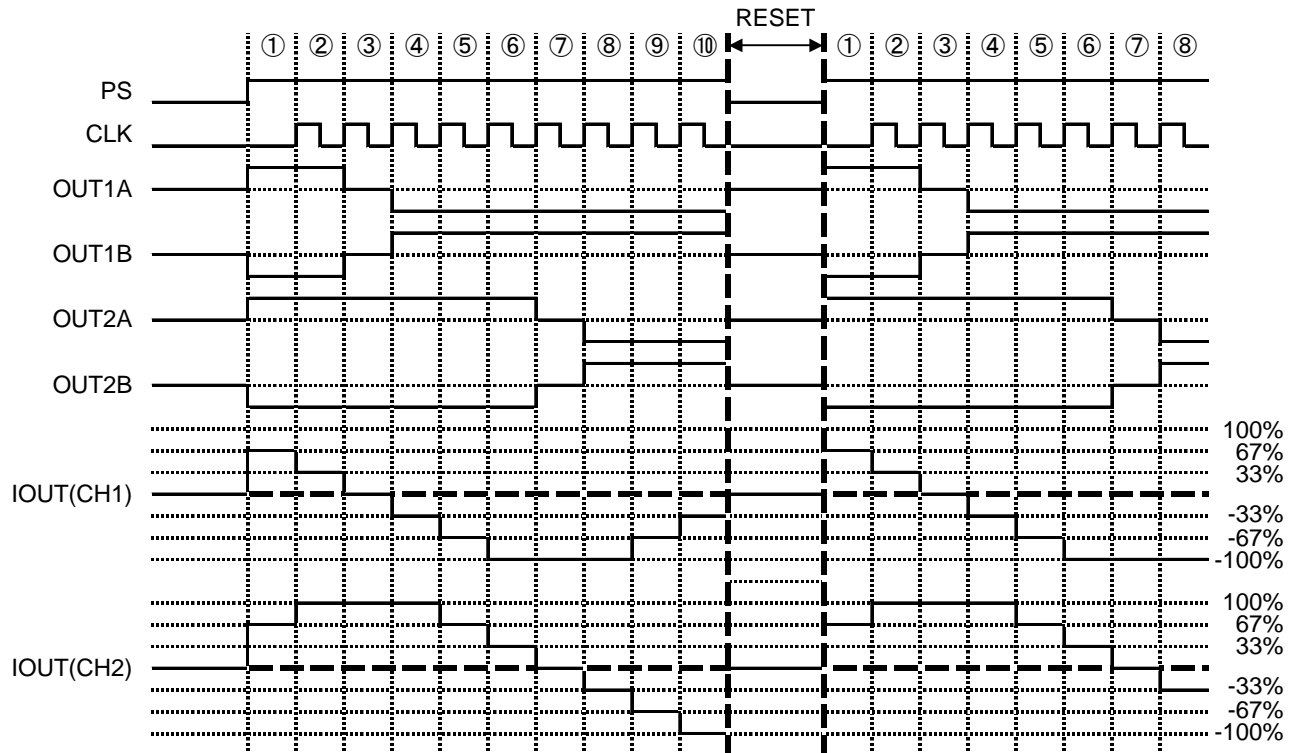 RESET
① ② ③ ④ ⑤ ⑥ ⑦ ⑧ ⑨ ⑩ ① ② ③ ④ ⑤ ⑥ ⑦ ⑧
PS
CLK
OUT1A
OUT1B
OUT2A
OUT2B
100%
67%
33%
IOUT(CH1)
-33%
-67%
-100%
100%
67%
33%
IOUT(CH2)
-33%
-67%
-100%